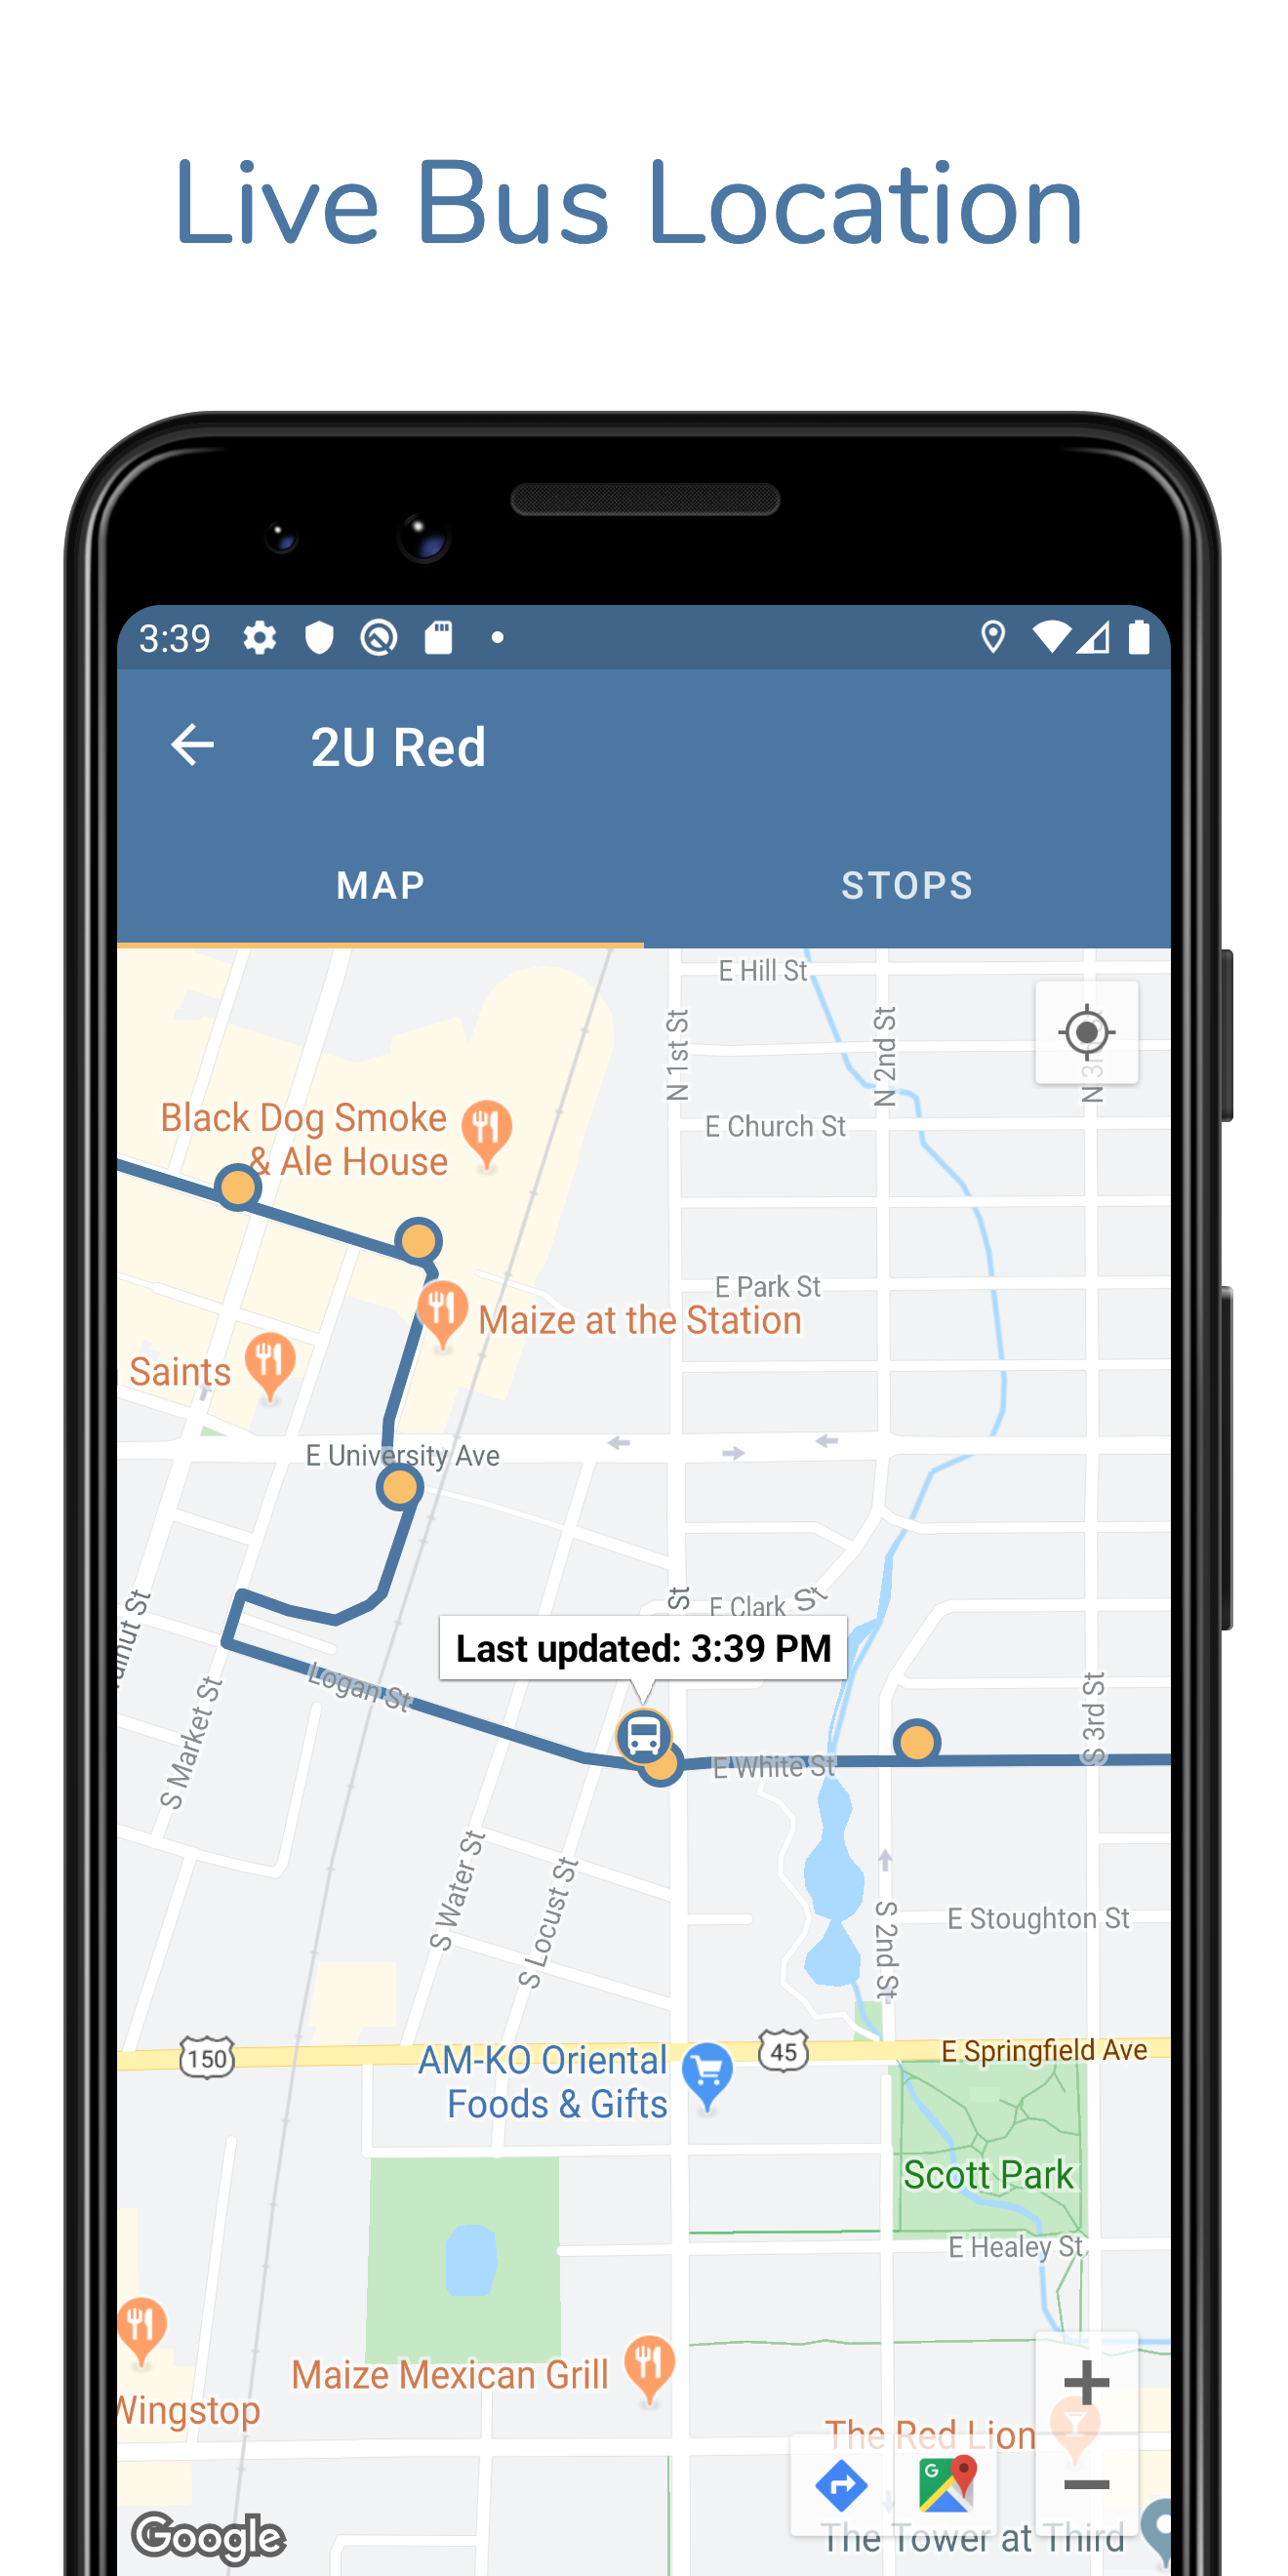 Live Bus Location
3:39
2U Red
MAP
STOPS
E Hill St
N 1st St
N 2nd St
E Church St
Black Dog Smoke
& Ale House
E Park St
Maize at the Station
Saints
E University Ave
St
E Clark St
Last updated: 3:39 PM
Logan St
S Market St
E White St
S 3rd St
S Water St
S Locust St
S 2nd St
E Stoughton St
150
45
E Springfield Ave
AM-KO Oriental
Foods & Gifts
Scott Park
E Healey St
Maize Mexican Grill
Wingstop
The Red Lion
G
The Tower at Third
Google